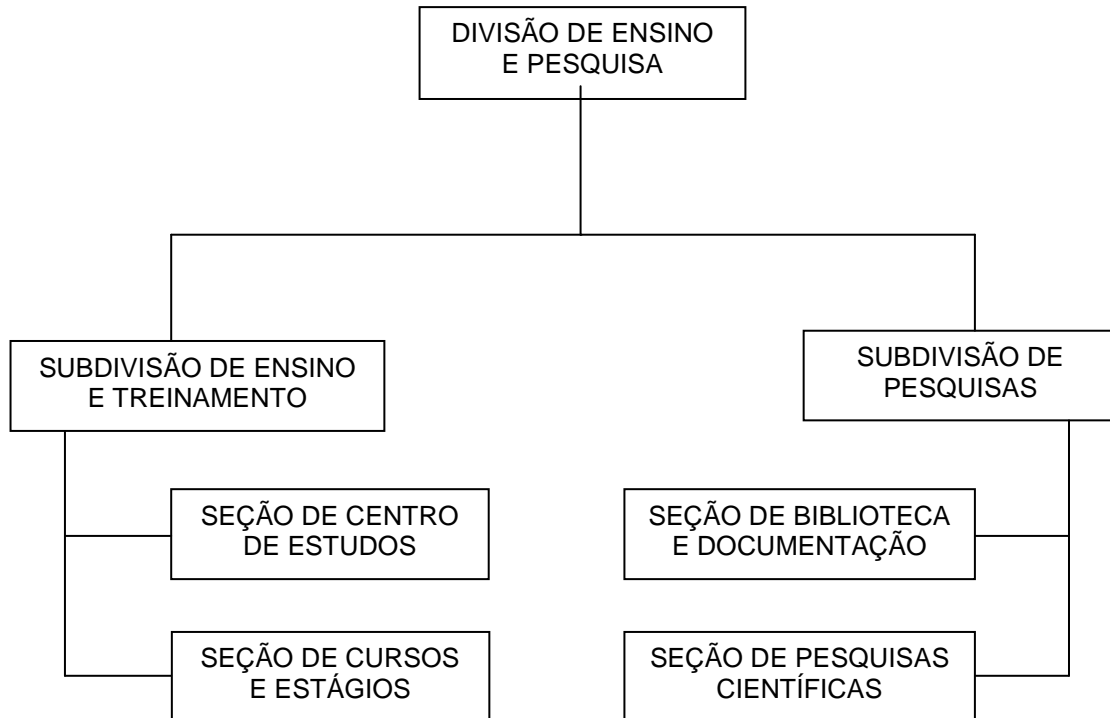 DIVISÃO DE ENSINO
E PESQUISA
SUBDIVISÃO DE ENSINO
E TREINAMENTO
SUBDIVISÃO DE
PESQUISAS
SEÇÃO DE CENTRO
DE ESTUDOS
SEÇÃO DE BIBLIOTECA
E DOCUMENTAÇÃO
SEÇÃO DE CURSOS
E ESTÁGIOS
SEÇÃO DE PESQUISAS
CIENTÍFICAS